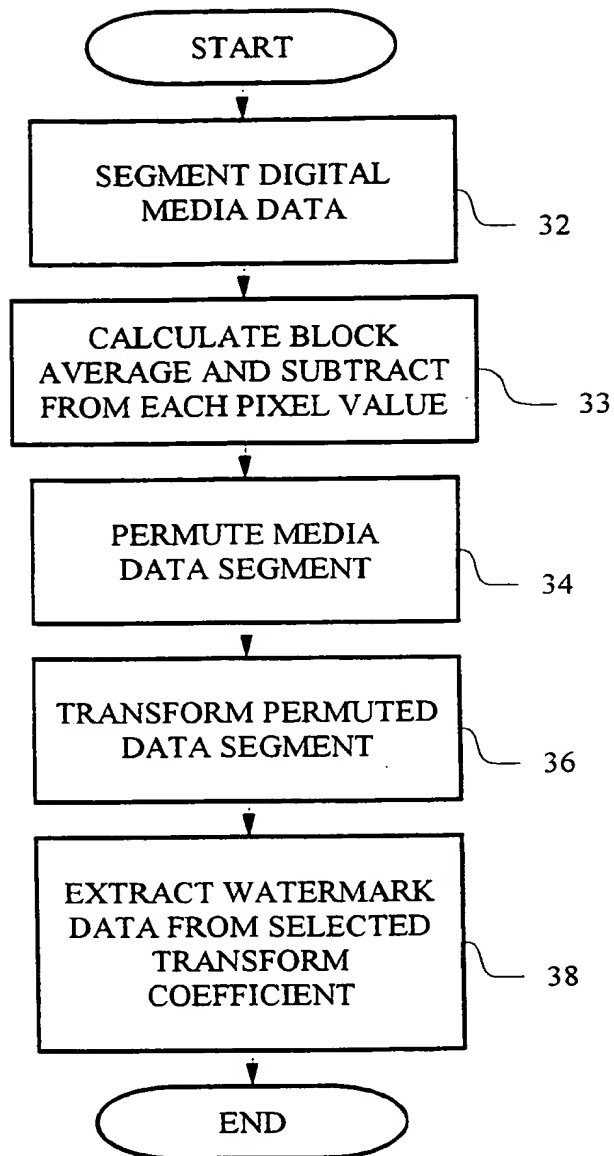 START
SEGMENT DIGITAL
MEDIA DATA
32
CALCULATE BLOCK
AVERAGE AND SUBTRACT
FROM EACH PIXEL VALUE
33
PERMUTE MEDIA
DATA SEGMENT
34
TRANSFORM PERMUTED
DATA SEGMENT
36
EXTRACT WATERMARK
DATA FROM SELECTED
TRANSFORM
COEFFICIENT
38
END